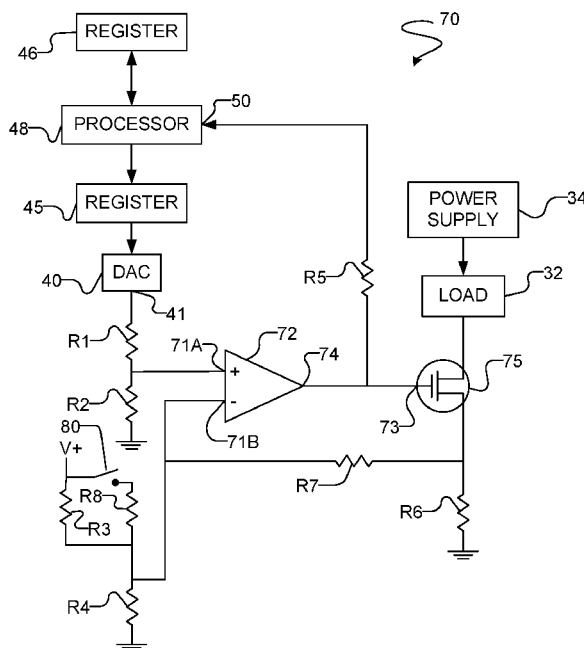 70
REGISTER
46
50
PROCESSOR
48
REGISTER
45
POWER
SUPPLY
34
DAC
40
41
R5
LOAD
32
R1
71A
72
74
75
+
-
R2
71B
73
80
V+
R7
R8
R3
R6
R4